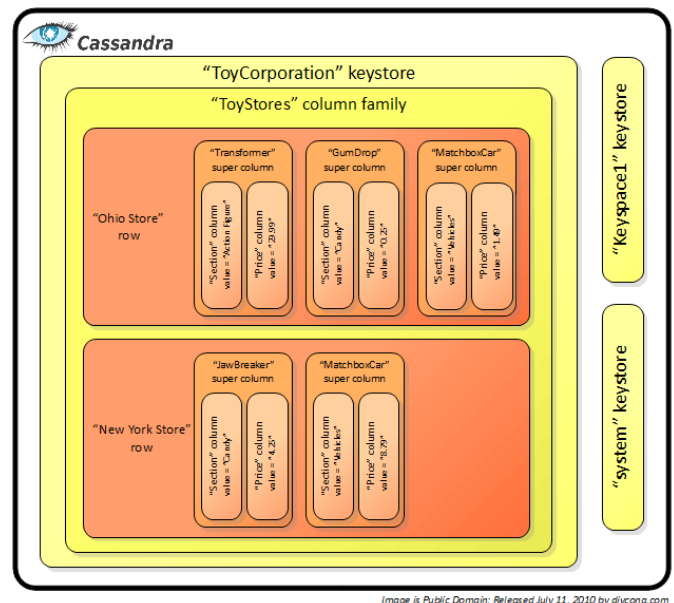 Cassandra
“ToyCorporation” keystore
“ToyStores” column family
“Ohio Store”
row
“Transformer”
super column
“Section” column
value = “Action Figure”
“Price” column
value = “29.99”
“GumDrop”
super column
“Section” column
value = “Candy”
“Price” column
value = “0.25”
“MatchboxCar”
super column
“Section” column
value = “Vehicles”
“Price” column
value = “1.49”
“New York Store”
row
“JawBreaker”
super column
“Section” column
value = “Candy”
“Price” column
value = “4.25”
“MatchboxCar”
super column
“Section” column
value = “Vehicles”
“Price” column
value = “8.79”
“Keyspace1” keystore
“system” keystore
Image is Public Domain: Released July 11, 2010 by divconq.com